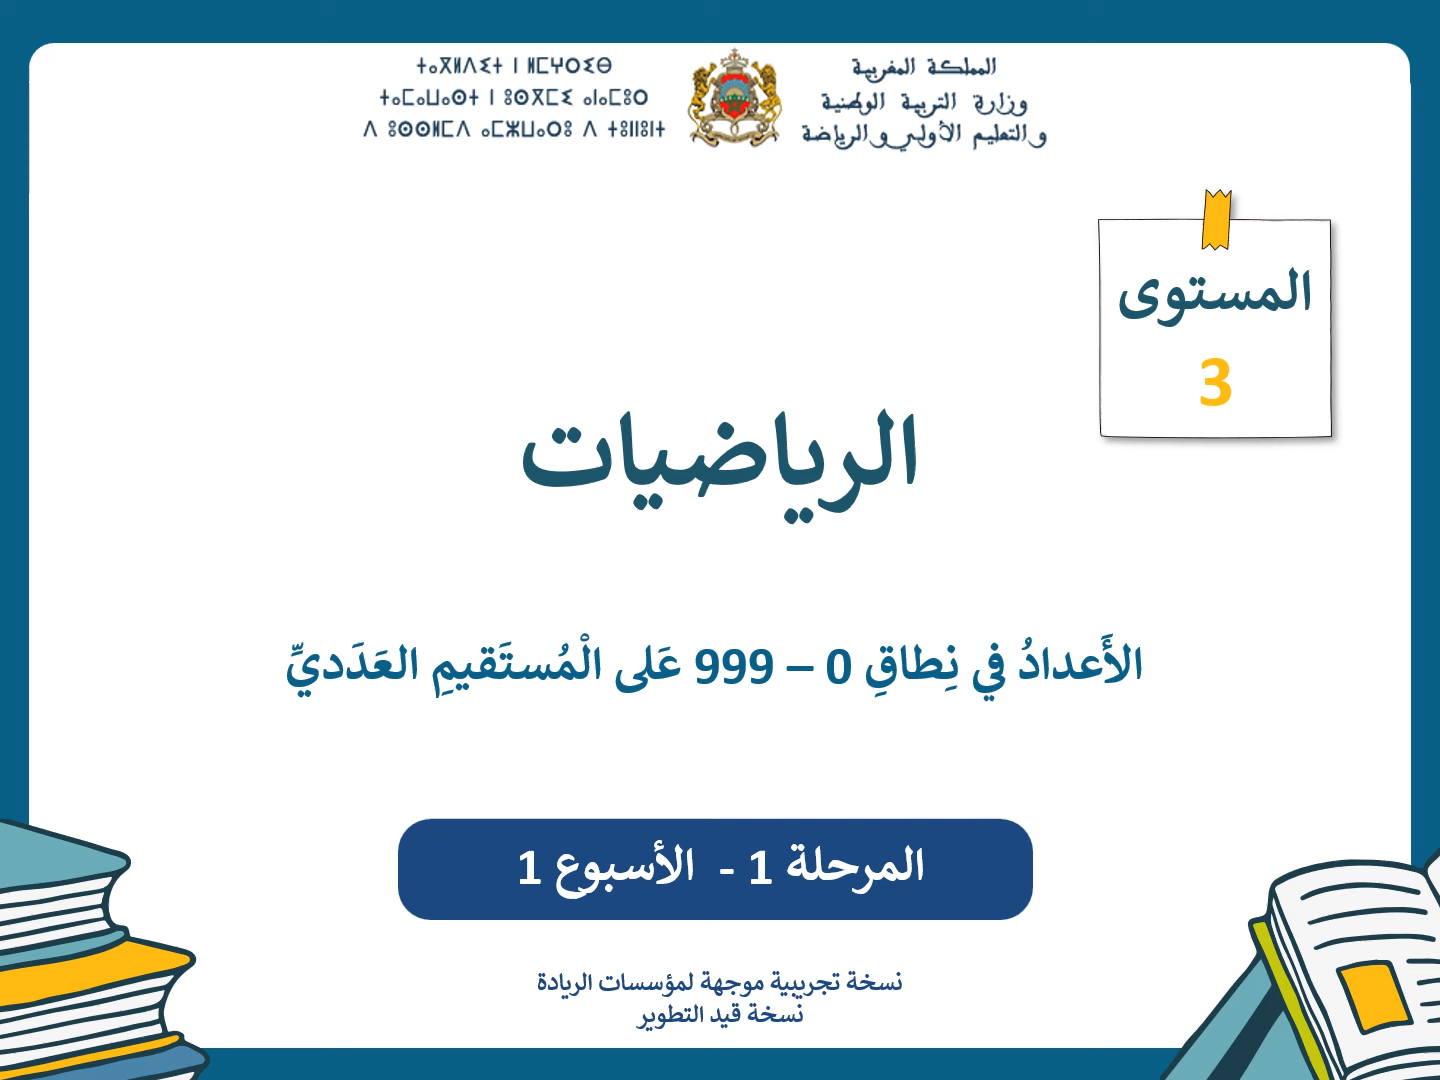 المملكة المغربية
وزارة التربية الوطنية
والتعليم الأولي والرياضة
ⵜⴰⴳⵍⴷⵉⵜ ⵏ ⵍⵎⵖⵔⵉⴱ
ⵜⴰⵎⴰⵡⴰⵙⵜ ⵏ ⵓⵙⴳⵎⵉ ⴰⵏⴰⵎⵓⵔ
ⴷ ⵓⵙⵙⵍⵎⴷ ⴰⵎⵣⵡⴰⵔⵓ ⴷ ⵜⵓⵏⵏⵓⵏⵜ
المستوى
3
الرياضيات
الأَعدادُ في نِطاقِ 0 – 999 عَلى الْمُستَقيمِ العَدَديِّ
المرحلة 1 - الأسبوع 1
نسخة تجريبية موجهة لمؤسسات الريادة
نسخة قيد التطوير